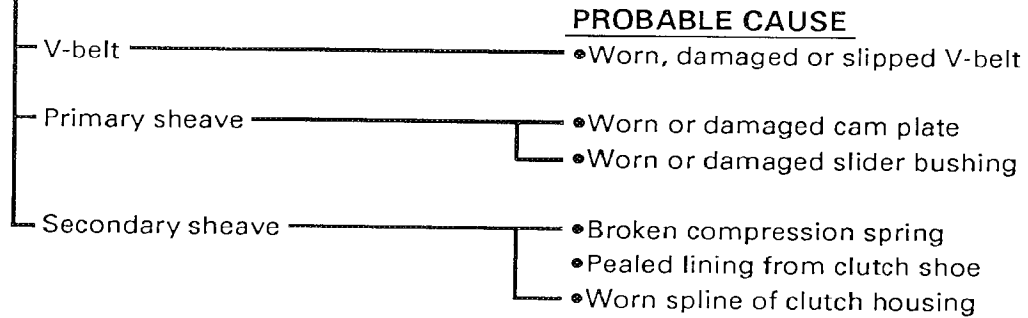 PROBABLE CAUSE
V-belt
•Worn, damaged or slipped V-belt
Primary sheave
•Worn or damaged cam plate
•Worn or damaged slider bushing
Secondary sheave
•Broken compression spring
•Pealed lining from clutch shoe
•Worn spline of clutch housing